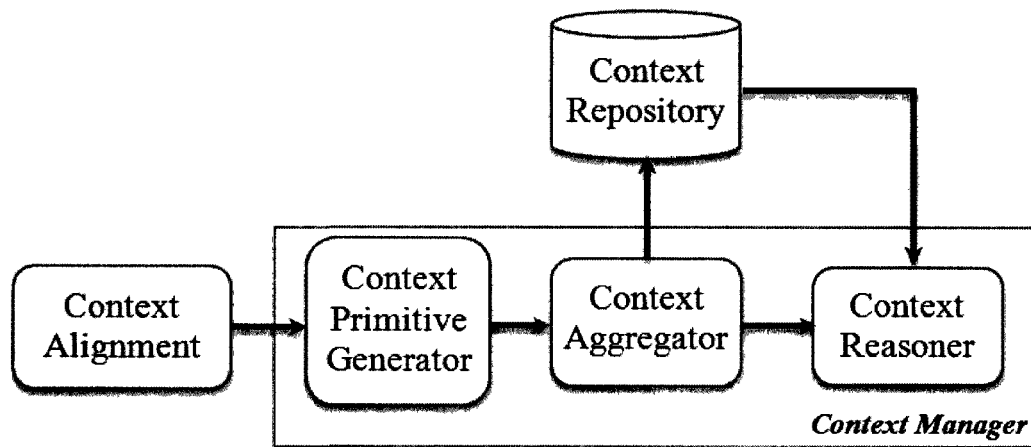 Context
Repository
Context
Alignment
Context
Primitive
Generator
Context
Aggregator
Context
Reasoner
Context Manager